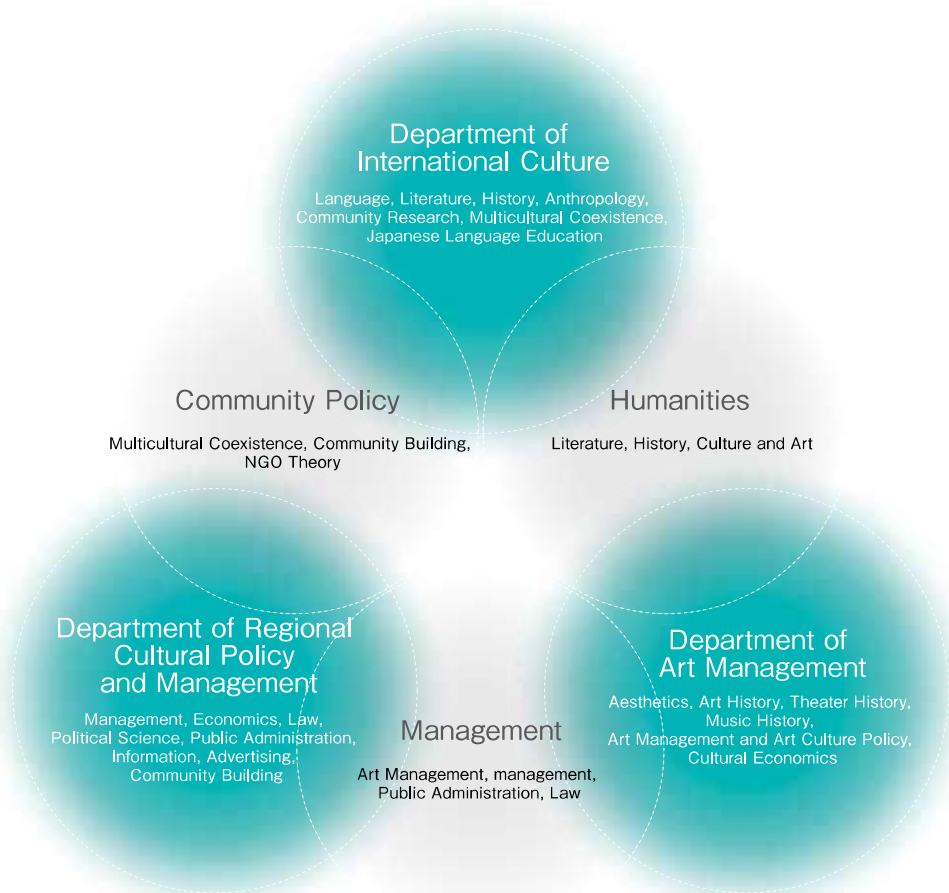 Department of
International Culture
Language, Literature, History, Anthropology,
Community Research, Multicultural Coexistence,
Japanese Language Education
Community Policy
Multicultural Coexistence, Community Building,
NGO Theory
Humanities
Literature, History, Culture and Art
Department of Regional
Cultural Policy
and Management
Management, Economics, Law,
Political Science, Public Administration,
Information, Advertising,
Community Building
Management
Art Management, management,
Public Administration, Law
Department of
Art Management
Aesthetics, Art History, Theater History,
Music History,
Art Management and Art Culture Policy,
Cultural Economics